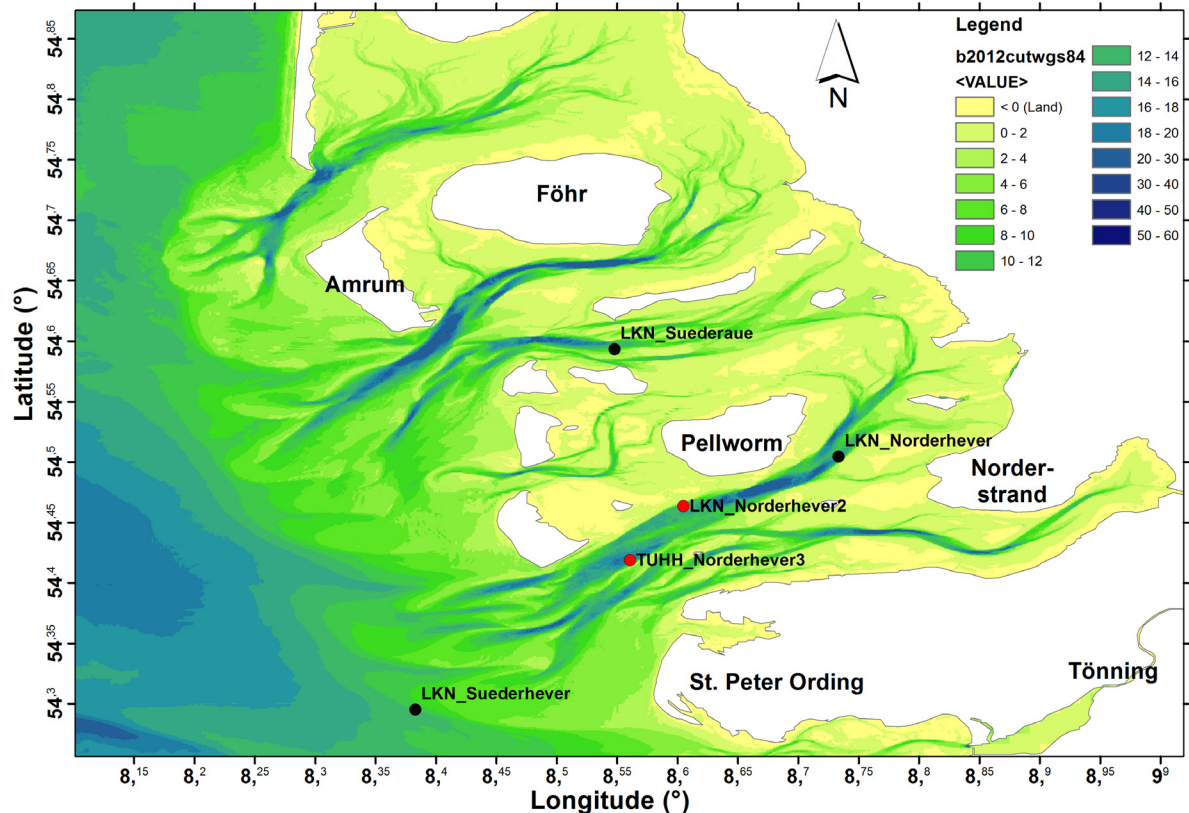 Legend
b2012cutwgs84
<VALUE>
< 0 (Land)
0 - 2
2 - 4
4 - 6
6 - 8
8 - 10
10 - 12
12 - 14
14 - 16
16 - 18
18 - 20
20 - 30
30 - 40
40 - 50
50 - 60
N
Föhr
Amrum
LKN_Suederaue
Pellworm
LKN_Norderhever
Norder-
strand
LKN_Norderhever2
TUHH_Norderhever3
LKN_Suederhever
St. Peter Ording
Tönning
Latitude (°)
54,85
54,8
54,75
54,7
54,65
54,6
54,55
54,5
54,45
54,4
54,35
54,3
8,15
8,2
8,25
8,3
8,35
8,4
8,45
8,5
8,55
8,6
8,65
8,7
8,75
8,8
8,85
8,9
8,95
99
Longitude (°)